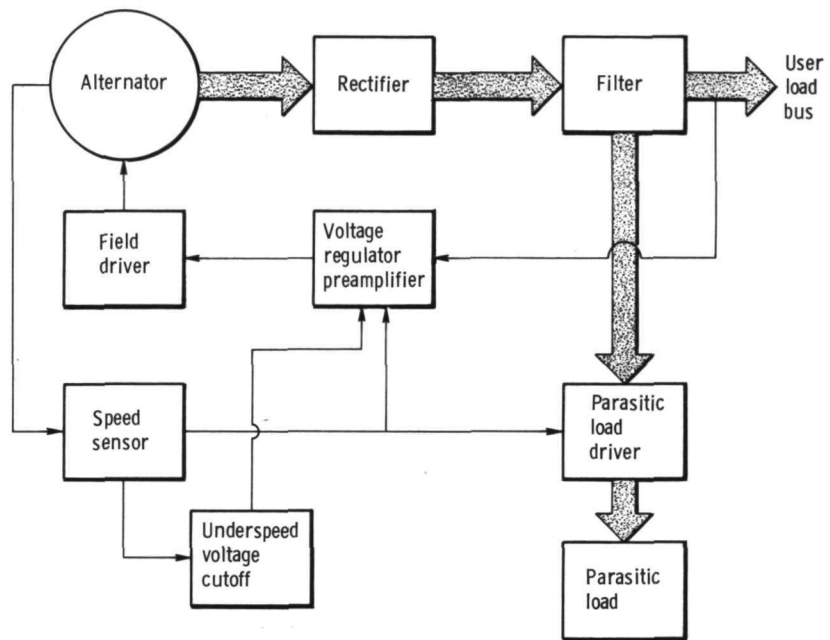 Alternator
Rectifier
Filter
User
load
bus
Field
driver
Voltage
regulator
preamplifier
Speed
sensor
Parasitic
load
driver
Underspeed
voltage
cutoff
Parasitic
load